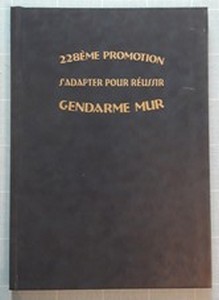 228ÈME PROMOTION
S'ADAPTER POUR RÉUSSIR
GENDARME MUR